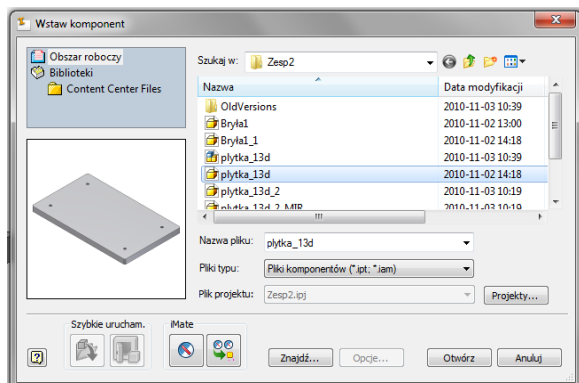 Wstaw komponent
Obszar roboczy
Biblioteki
Content Center Files
Szukaj w: Zesp2
Nazwa Data modyfikacji
OldVersions 2010-11-03 10:39
Bryła1 2010-11-02 13:00
Bryła1_1 2010-11-02 14:18
plytka_13d 2010-11-03 10:39
plytka_13d 2010-11-02 14:18
plytka_13d_2 2010-11-03 10:19
plytka_13d_2_MIR 2010-11-03 10:19
Nazwa pliku: plytka_13d
Pliki typu: Pliki komponentów (*.ipt; *.iam)
Plik projektu: Zesp2.ipj Projekty...
Szybkie urucham. iMate
Znajdź... Opcje... Otwórz Anuluj